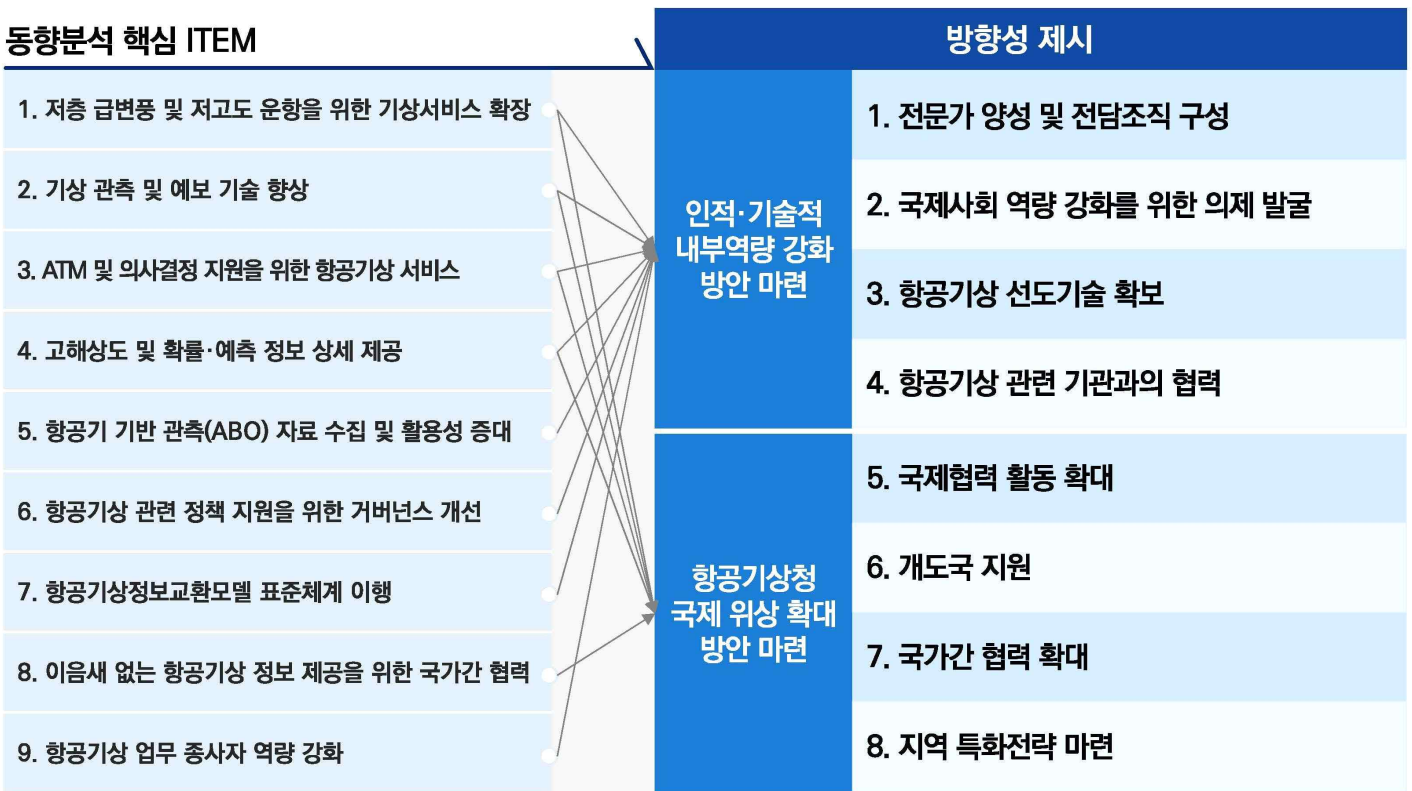 동향분석 핵심 ITEM
1. 저층 급변풍 및 저고도 운항을 위한 기상서비스 확장
2. 기상 관측 및 예보 기술 향상
3. ATM 및 의사결정 지원을 위한 항공기상 서비스
4. 고해상도 및 확률·예측 정보 상세 제공
5. 항공기 기반 관측(ABO) 자료 수집 및 활용성 증대
6. 항공기상 관련 정책 지원을 위한 거버넌스 개선
7. 항공기상정보교환모델 표준체계 이행
8. 이음새 없는 항공기상 정보 제공을 위한 국가간 협력
9. 항공기상 업무 종사자 역량 강화
방향성 제시
인적·기술적
내부역량 강화
방안 마련
1. 전문가 양성 및 전담조직 구성
2. 국제사회 역량 강화를 위한 의제 발굴
3. 항공기상 선도기술 확보
4. 항공기상 관련 기관과의 협력
항공기상청
국제 위상 확대
방안 마련
5. 국제협력 활동 확대
6. 개도국 지원
7. 국가간 협력 확대
8. 지역 특화전략 마련